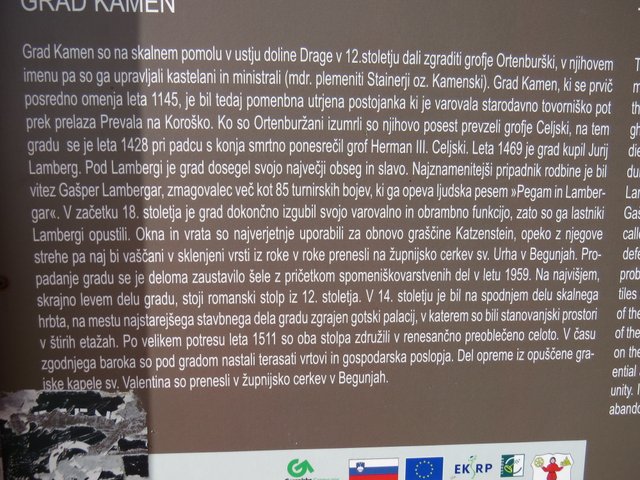 GRAD KAMEN
Grad Kamen so na skalnem pomolu v ustju doline Drage v 12.stoletju dali zgraditi grofje Ortenburški, v njihovem
imenu pa so ga upravljali kastelani in ministrali (mdr. plemeniti Stainerji oz. Kamenski). Grad Kamen, ki se prvič
posredno omenja leta 1145, je bil tedaj pomenbna utrjena postojanka ki je varovala starodavno tovorniško pot
prek prelaza Prevala na Koroško. Ko so Ortenburžani izumrli so njihovo posest prevzeli grofje Celjski, na tem
gradu se je leta 1428 pri padcu s konja smrtno ponesrečil grof Herman III. Celjski. Leta 1469 je grad kupil Jurij
Lamberg. Pod Lambergi je grad dosegel svojo največji obseg in slavo. Najznamenitejši pripadnik rodbine je bil
vitez Gašper Lambergar, zmagovalec več kot 85 turnirskih bojev, ki ga opeva ljudska pesem »Pegam in Lamber-
gar«. V začetku 18. stoletja je grad dokončno izgubil svojo varovalno in obrambno funkcijo, zato so ga lastniki
Lambergi opustili. Okna in vrata so najverjetneje uporabili za obnovo graščine Katzenstein, opeko z njegove
strehe pa naj bi vaščani v sklenjeni vrsti iz roke v roke prenesli na župnijsko cerkev sv. Urha v Begunjah. Pro-
padanje gradu se je deloma zaustavilo šele z pričetkom spomeniškovarstvenih del v letu 1959. Na najvišjem,
skrajno levem delu gradu, stoji romanski stolp iz 12. stoletja. V 14. stoletju je bil na spodnjem delu skalnega
hrbta, na mestu najstarejšega stavbnega dela gradu zgrajen gotski palacij, v katerem so bili stanovanjski prostori
v štirih etažah. Po velikem potresu leta 1511 so oba stolpa združili v renesančno preoblečeno celoto. V času
zgodnjega baroka so pod gradom nastali terasati vrtovi in gospodarska poslopja. Del opreme iz opuščene gra-
jske kapele sv. Valentina so prenesli v župnijsko cerkev v Begunjah.
EKSRP